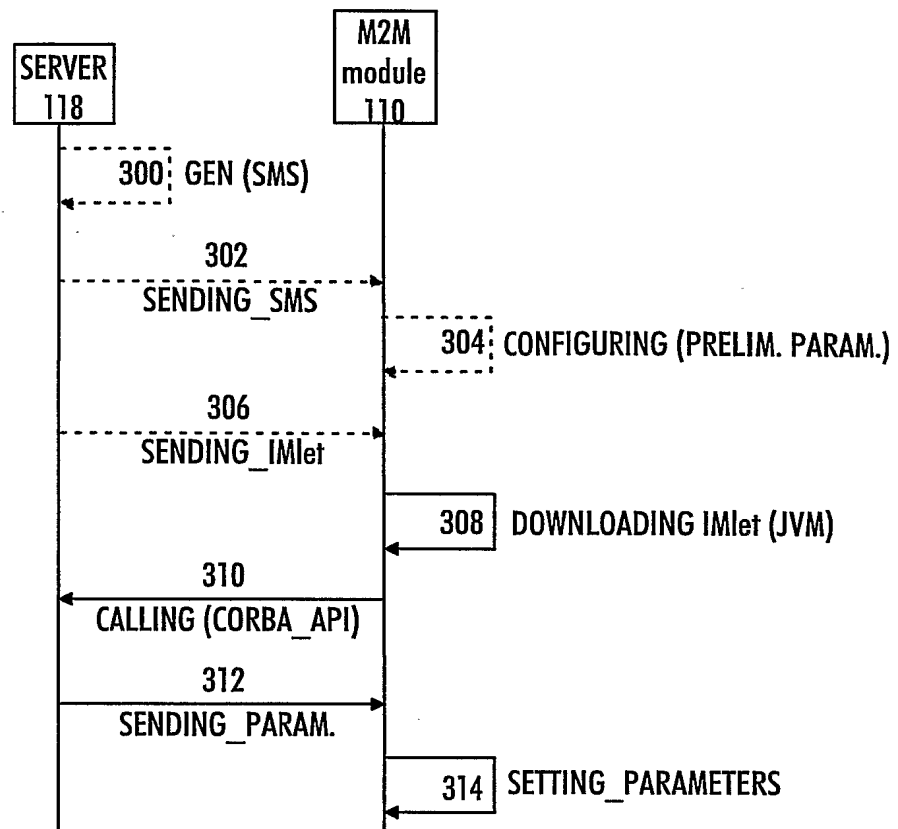 SERVER
118
M2M
module
110
300 GEN (SMS)
302
SENDING_SMS
304 CONFIGURING (PRELIM. PARAM.)
306
SENDING_IMlet
308 DOWNLOADING IMlet (JVM)
310
CALLING (CORBA_API)
312
SENDING_PARAM.
314 SETTING_PARAMETERS